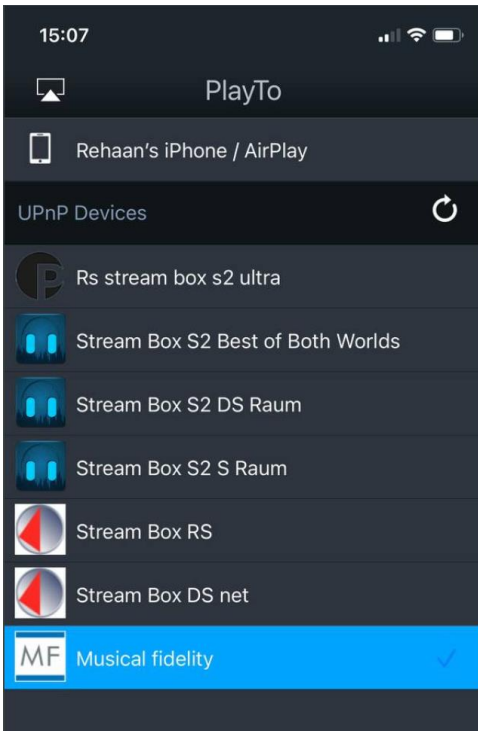 15:07
PlayTo
Rehaan's iPhone / AirPlay
UPnP Devices
Rs stream box s2 ultra
Stream Box S2 Best of Both Worlds
Stream Box S2 DS Raum
Stream Box S2 S Raum
Stream Box RS
Stream Box DS net
MF Musical fidelity